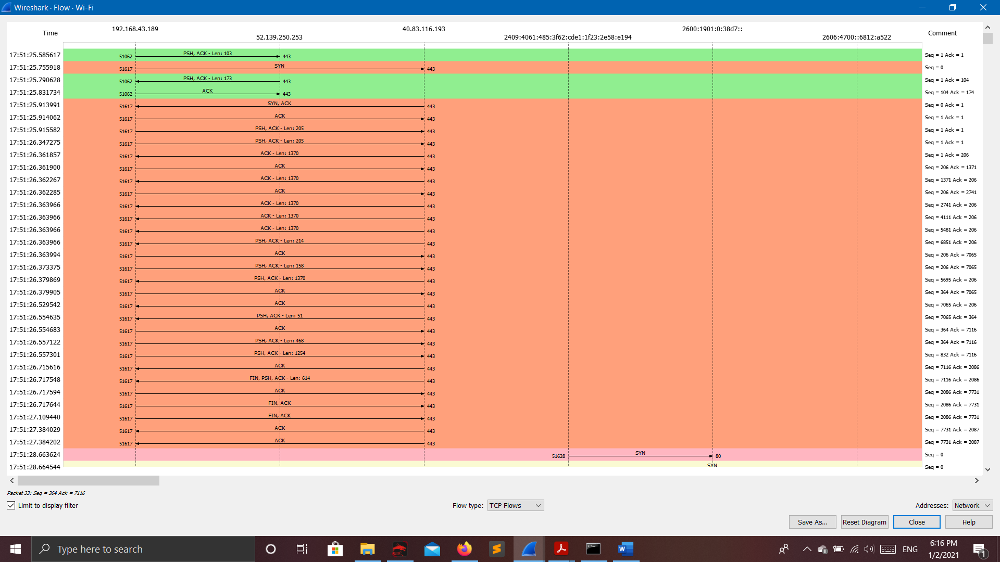 Wireshark · Flow · Wi-Fi
Time 192.168.43.189 52.139.250.253 40.83.116.193 2409:4061:485:3f62:cde1:1f23:2e58:e194 2600:1901:0:38d7:: 2606:4700::6812:a522 Comment
17:51:25.585617 51062 PSH, ACK - Len: 103 443 Seq = 1 Ack = 1
17:51:25.755918 51617 SYN 443 Seq = 0
17:51:25.790628 51062 PSH, ACK - Len: 173 443 Seq = 1 Ack = 104
17:51:25.831734 51062 ACK 443 Seq = 104 Ack = 174
17:51:25.913991 51617 SYN, ACK 443 Seq = 0 Ack = 1
17:51:25.914062 51617 ACK 443 Seq = 1 Ack = 1
17:51:25.915582 51617 PSH, ACK - Len: 205 443 Seq = 1 Ack = 1
17:51:26.347275 51617 PSH, ACK - Len: 205 443 Seq = 1 Ack = 1
17:51:26.361857 51617 ACK - Len: 1370 443 Seq = 1 Ack = 206
17:51:26.361900 51617 ACK 443 Seq = 206 Ack = 1371
17:51:26.362267 51617 ACK - Len: 1370 443 Seq = 1371 Ack = 206
17:51:26.362285 51617 ACK 443 Seq = 206 Ack = 2741
17:51:26.363966 51617 ACK - Len: 1370 443 Seq = 2741 Ack = 206
17:51:26.363966 51617 ACK - Len: 1370 443 Seq = 4111 Ack = 206
17:51:26.363966 51617 ACK - Len: 1370 443 Seq = 5481 Ack = 206
17:51:26.363966 51617 PSH, ACK - Len: 214 443 Seq = 6851 Ack = 206
17:51:26.363994 51617 ACK 443 Seq = 206 Ack = 7065
17:51:26.373375 51617 PSH, ACK - Len: 158 443 Seq = 206 Ack = 7065
17:51:26.379869 51617 PSH, ACK - Len: 1370 443 Seq = 5695 Ack = 206
17:51:26.379905 51617 ACK 443 Seq = 364 Ack = 7065
17:51:26.529542 51617 ACK 443 Seq = 7065 Ack = 206
17:51:26.554635 51617 PSH, ACK - Len: 51 443 Seq = 7065 Ack = 364
17:51:26.554683 51617 ACK 443 Seq = 364 Ack = 7116
17:51:26.557122 51617 PSH, ACK - Len: 468 443 Seq = 364 Ack = 7116
17:51:26.557301 51617 PSH, ACK - Len: 1254 443 Seq = 832 Ack = 7116
17:51:26.715616 51617 ACK 443 Seq = 7116 Ack = 2086
17:51:26.717548 51617 FIN, PSH, ACK - Len: 614 443 Seq = 7116 Ack = 2086
17:51:26.717594 51617 ACK 443 Seq = 2086 Ack = 7731
17:51:26.717644 51617 FIN, ACK 443 Seq = 2086 Ack = 7731
17:51:27.109440 51617 FIN, ACK 443 Seq = 2086 Ack = 7731
17:51:27.384029 51617 ACK 443 Seq = 7731 Ack = 2087
17:51:27.384202 51617 ACK 443 Seq = 7731 Ack = 2087
17:51:28.663624 51628 SYN 80 Seq = 0
17:51:28.664544 SYN Seq = 0
Packet 33: Seq = 364 Ack = 7116
Limit to display filter Flow type: TCP Flows Addresses: Network
Save As... Reset Diagram Close Help
Type here to search W ENG 6:16 PM
1/2/2021 1